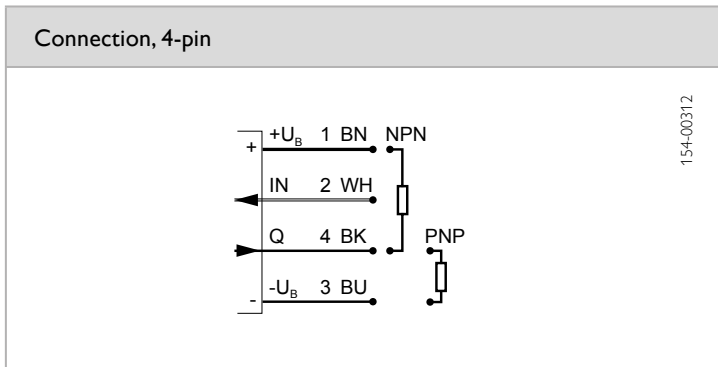 Connection, 4-pin
154-00312
+U_B 1 BN NPN
+
IN 2 WH
Q 4 BK PNP
-U_B 3 BU
-